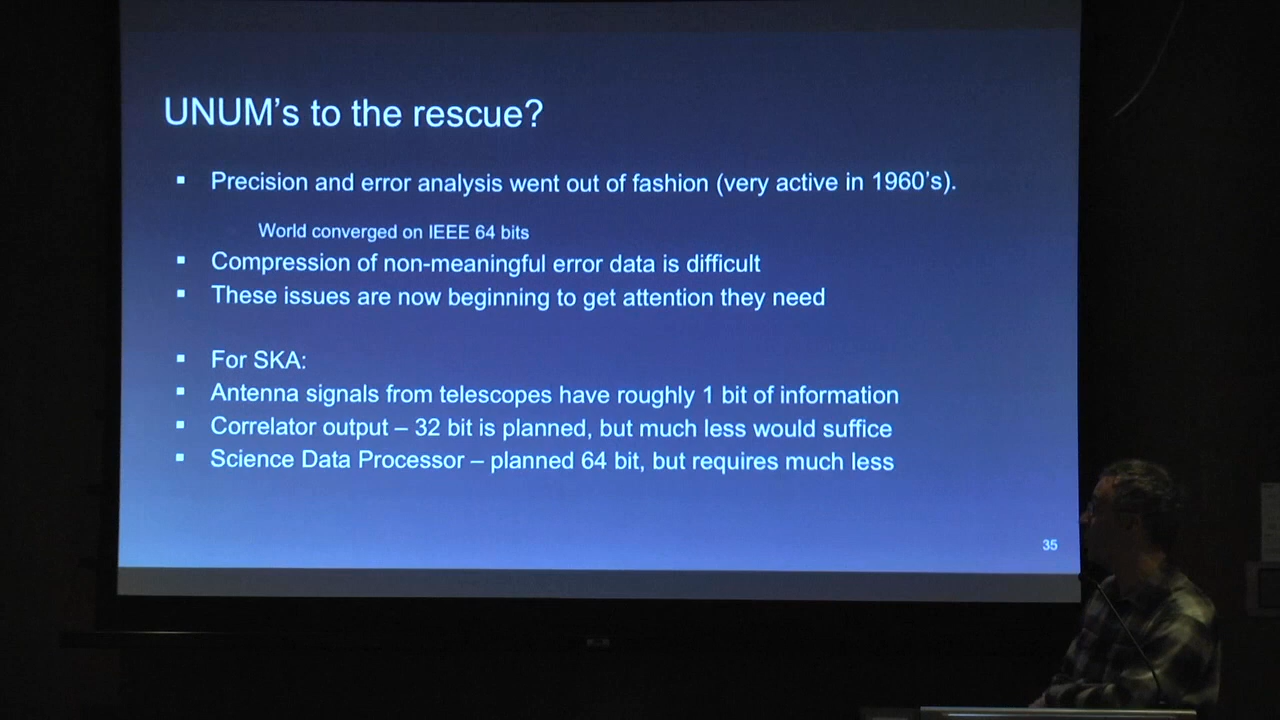 UNUM's to the rescue?
▪ Precision and error analysis went out of fashion (very active in 1960's).
World converged on IEEE 64 bits
▪ Compression of non-meaningful error data is difficult
▪ These issues are now beginning to get attention they need
▪ For SKA:
▪ Antenna signals from telescopes have roughly 1 bit of information
▪ Correlator output – 32 bit is planned, but much less would suffice
▪ Science Data Processor – planned 64 bit, but requires much less
35